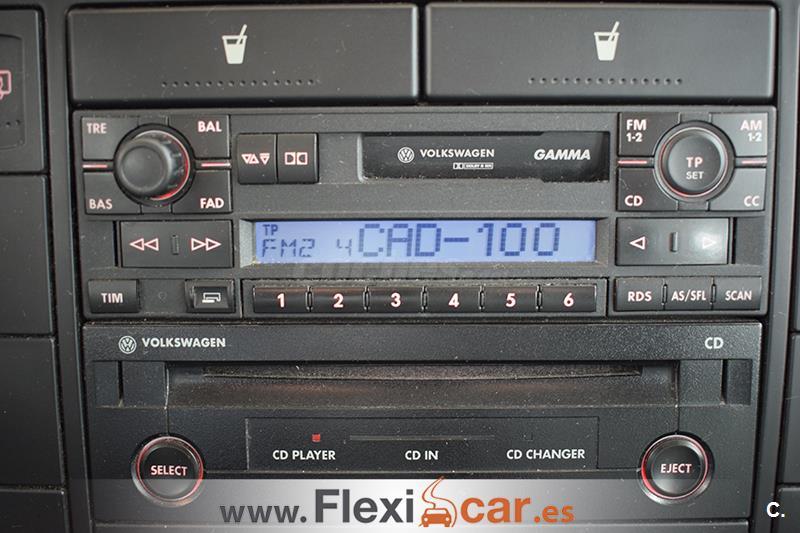 TRE BAL FM 1-2 AM 1-2
VOLKSWAGEN GAMMA
DOLBY B NR
TP SET
BAS FAD CD CC
TP
FM2 4 CAD-100
TIM 1 2 3 4 5 6 RDS AS/SFL SCAN
VOLKSWAGEN CD
SELECT CD PLAYER CD IN CD CHANGER EJECT
www.Flexicar.es
C.